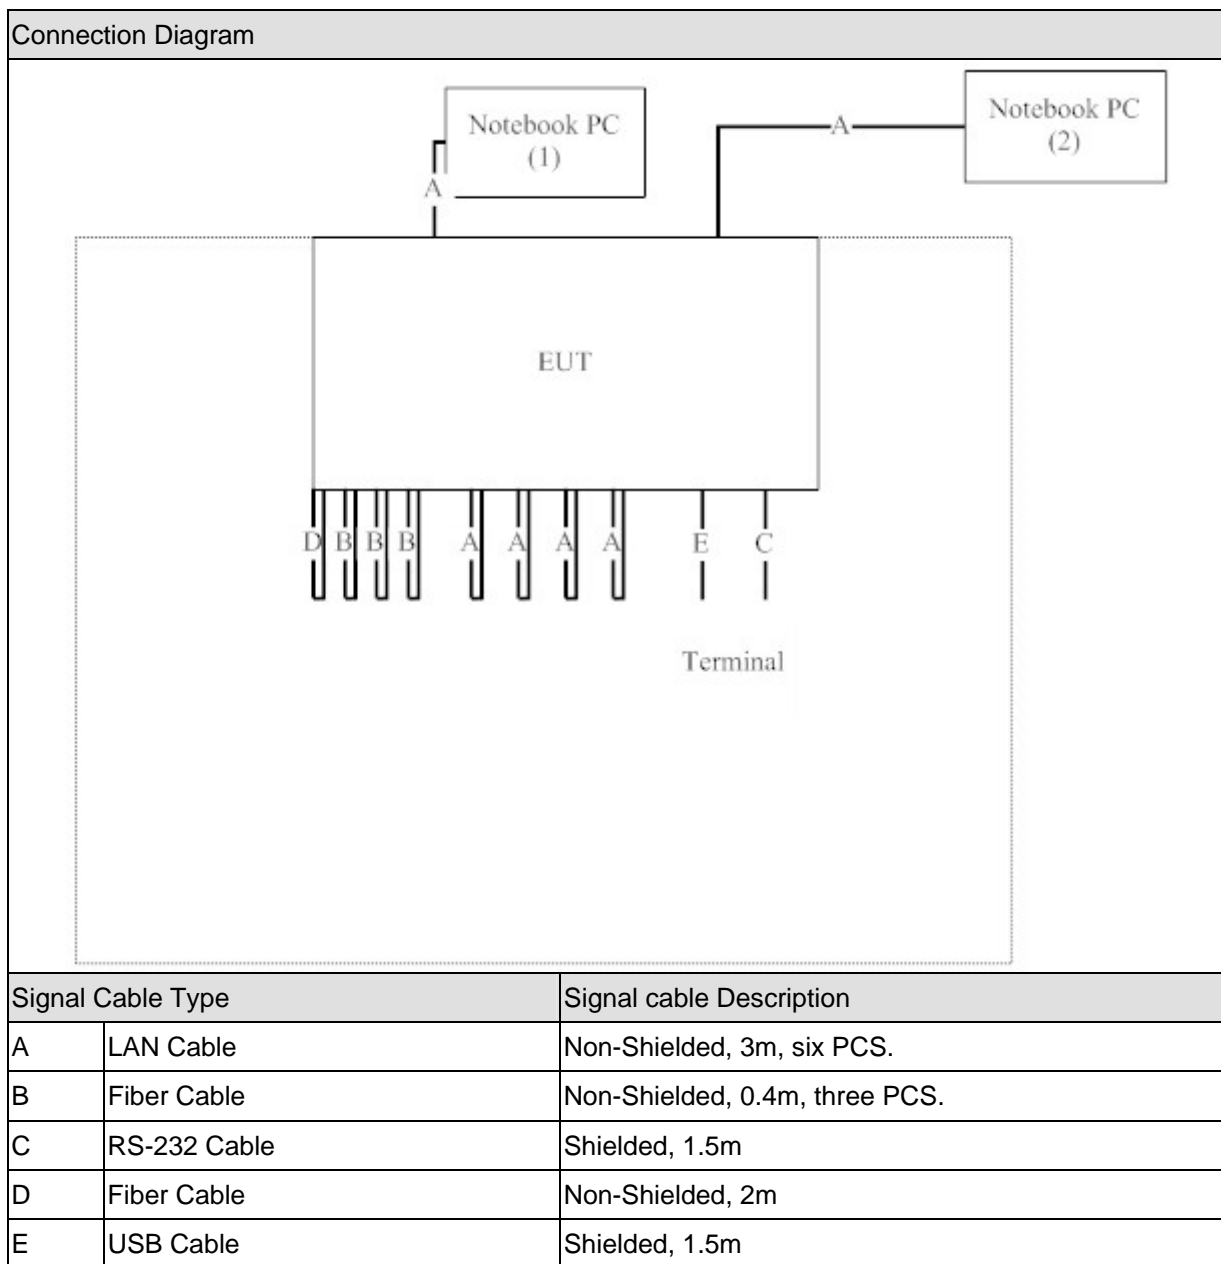 Connection Diagram
Notebook PC
(1)
Notebook PC
(2)
A
A
EUT
D B B B A A A A E C
Terminal
Signal Cable Type Signal cable Description
A LAN Cable Non-Shielded, 3m, six PCS.
B Fiber Cable Non-Shielded, 0.4m, three PCS.
C RS-232 Cable Shielded, 1.5m
D Fiber Cable Non-Shielded, 2m
E USB Cable Shielded, 1.5m